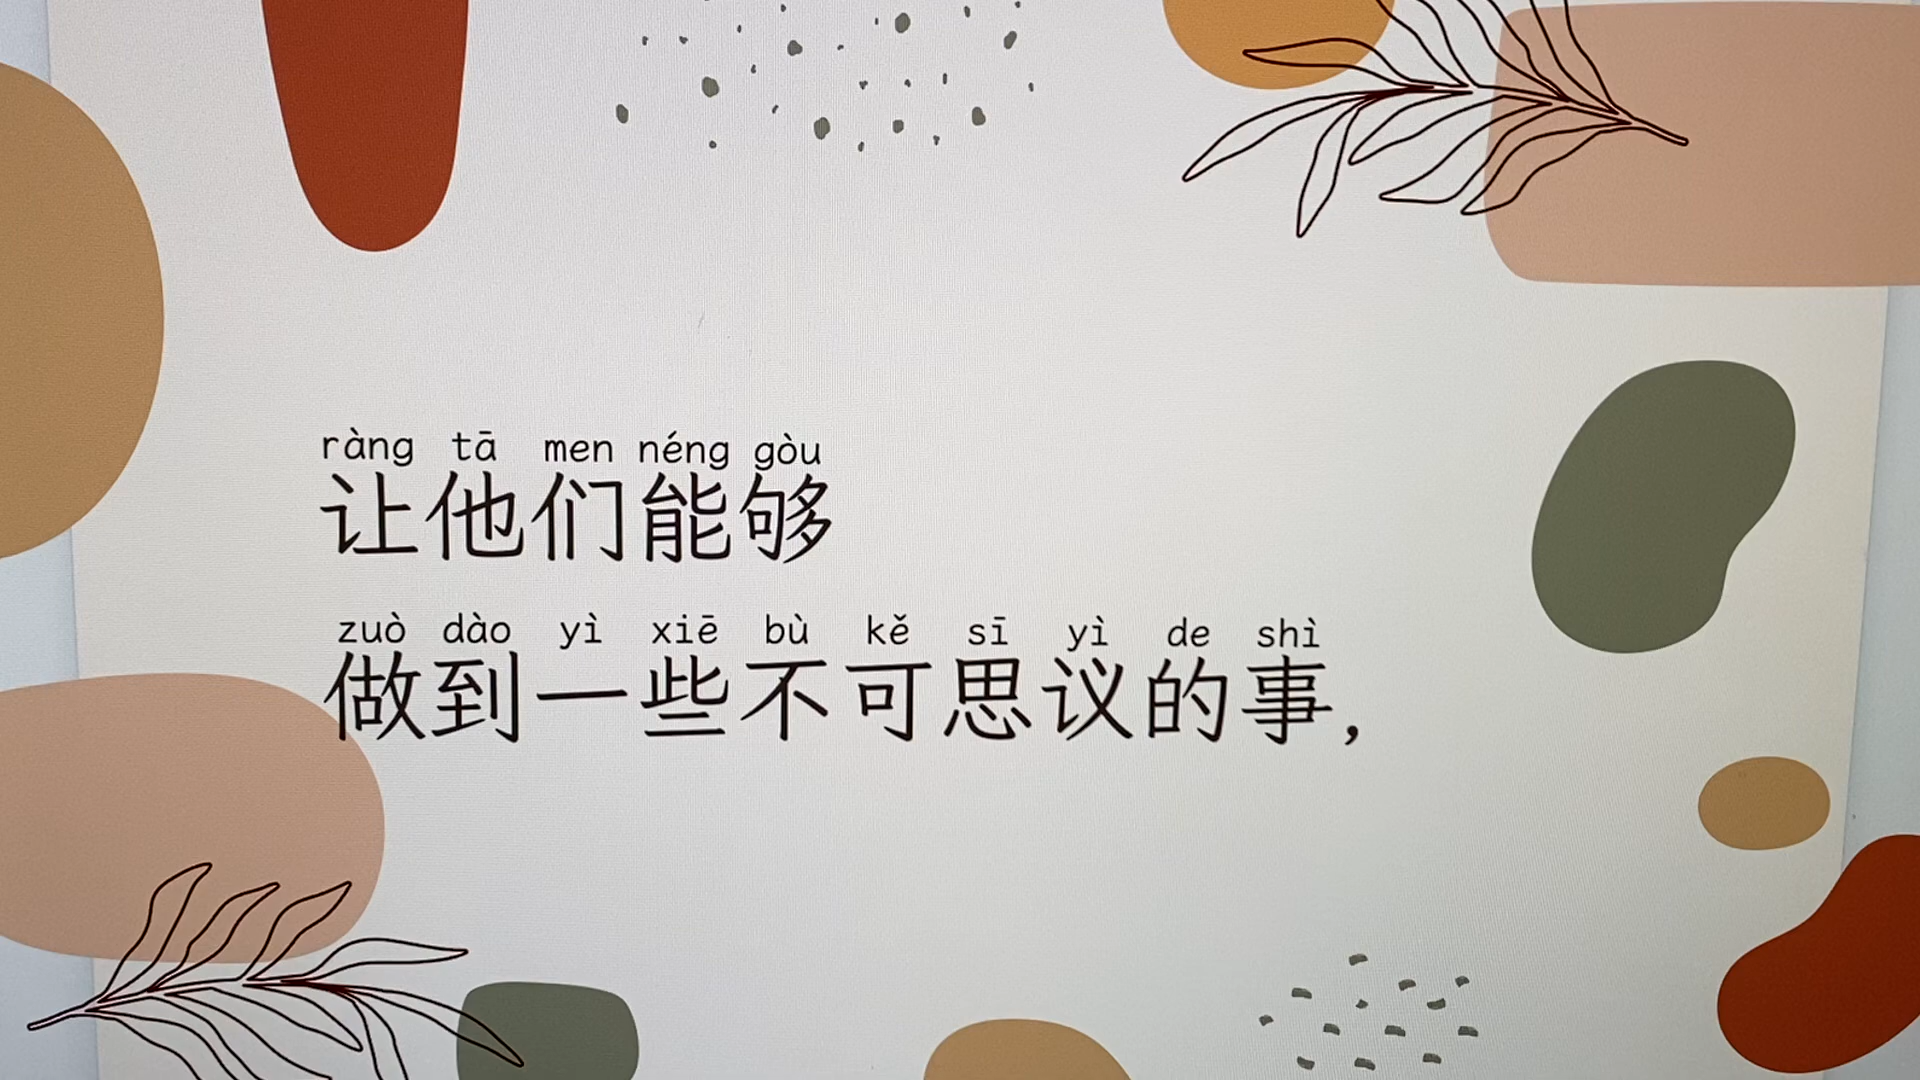 ràng tā men néng gòu
让他们能够
zuò dào yì xiē bù kě sī yì de shì
做到一些不可思议的事，